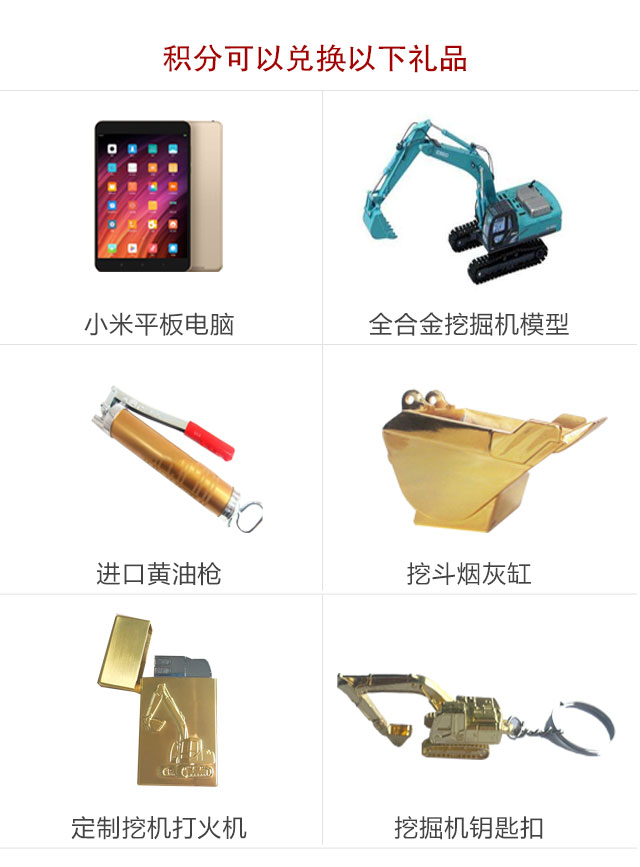 积分可以兑换以下礼品
小米平板电脑
全合金挖掘机模型
进口黄油枪
挖斗烟灰缸
定制挖机打火机
挖掘机钥匙扣